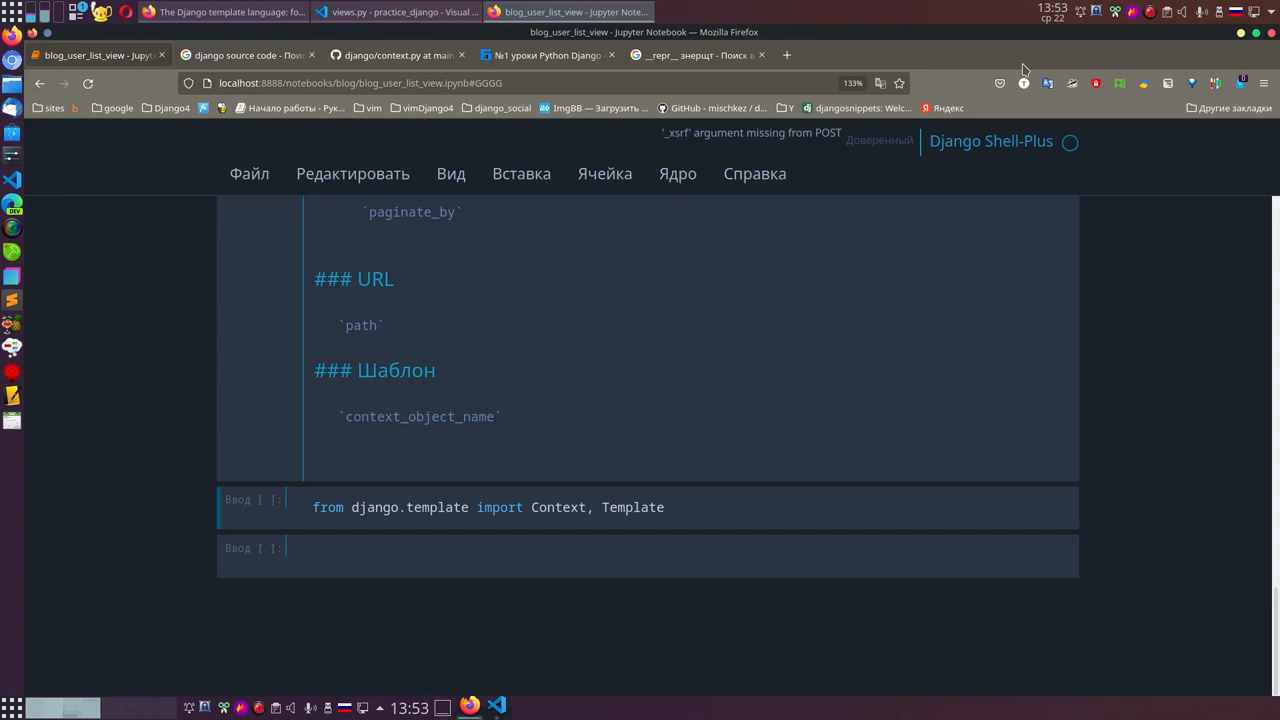 The Django template language: fo...
views.py - practice_django - Visual ...
blog_user_list_view - Jupyter Note...
13:53
ср 22
blog_user_list_view - Jupyter Notebook — Mozilla Firefox
blog_user_list_view - Jupyt
django source code - Поис
django/context.py at main
№1 уроки Python Django -
__repr__ энерщт - Поиск в
localhost:8888/notebooks/blog/blog_user_list_view.ipynb#GGGG
133%
sites
google
Django4
Начало работы - Рук...
vim
vimDjango4
django_social
ImgBB — Загрузить ...
GitHub - mischkez / do...
Y
djangosnippets: Welc...
Яндекс
Другие закладки
'_xsrf' argument missing from POST
Доверенный
Django Shell-Plus
Файл
Редактировать
Вид
Вставка
Ячейка
Ядро
Справка
`paginate_by`
### URL
`path`
### Шаблон
`context_object_name`
Ввод [ ]:
from django.template import Context, Template
Ввод [ ]:
13:53